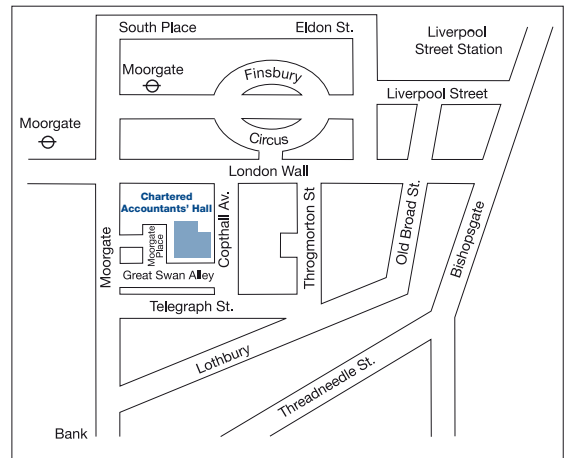 South Place
Eldon St.
Liverpool
Street Station
Moorgate
Finsbury
Liverpool Street
Moorgate
Circus
London Wall
Chartered
Accountants' Hall
Moorgate
Moorgate
Place
Copthall Av.
Throgmorton St
Old Broad St.
Bishopsgate
Great Swan Alley
Telegraph St.
Lothbury
Threadneedle St.
Bank